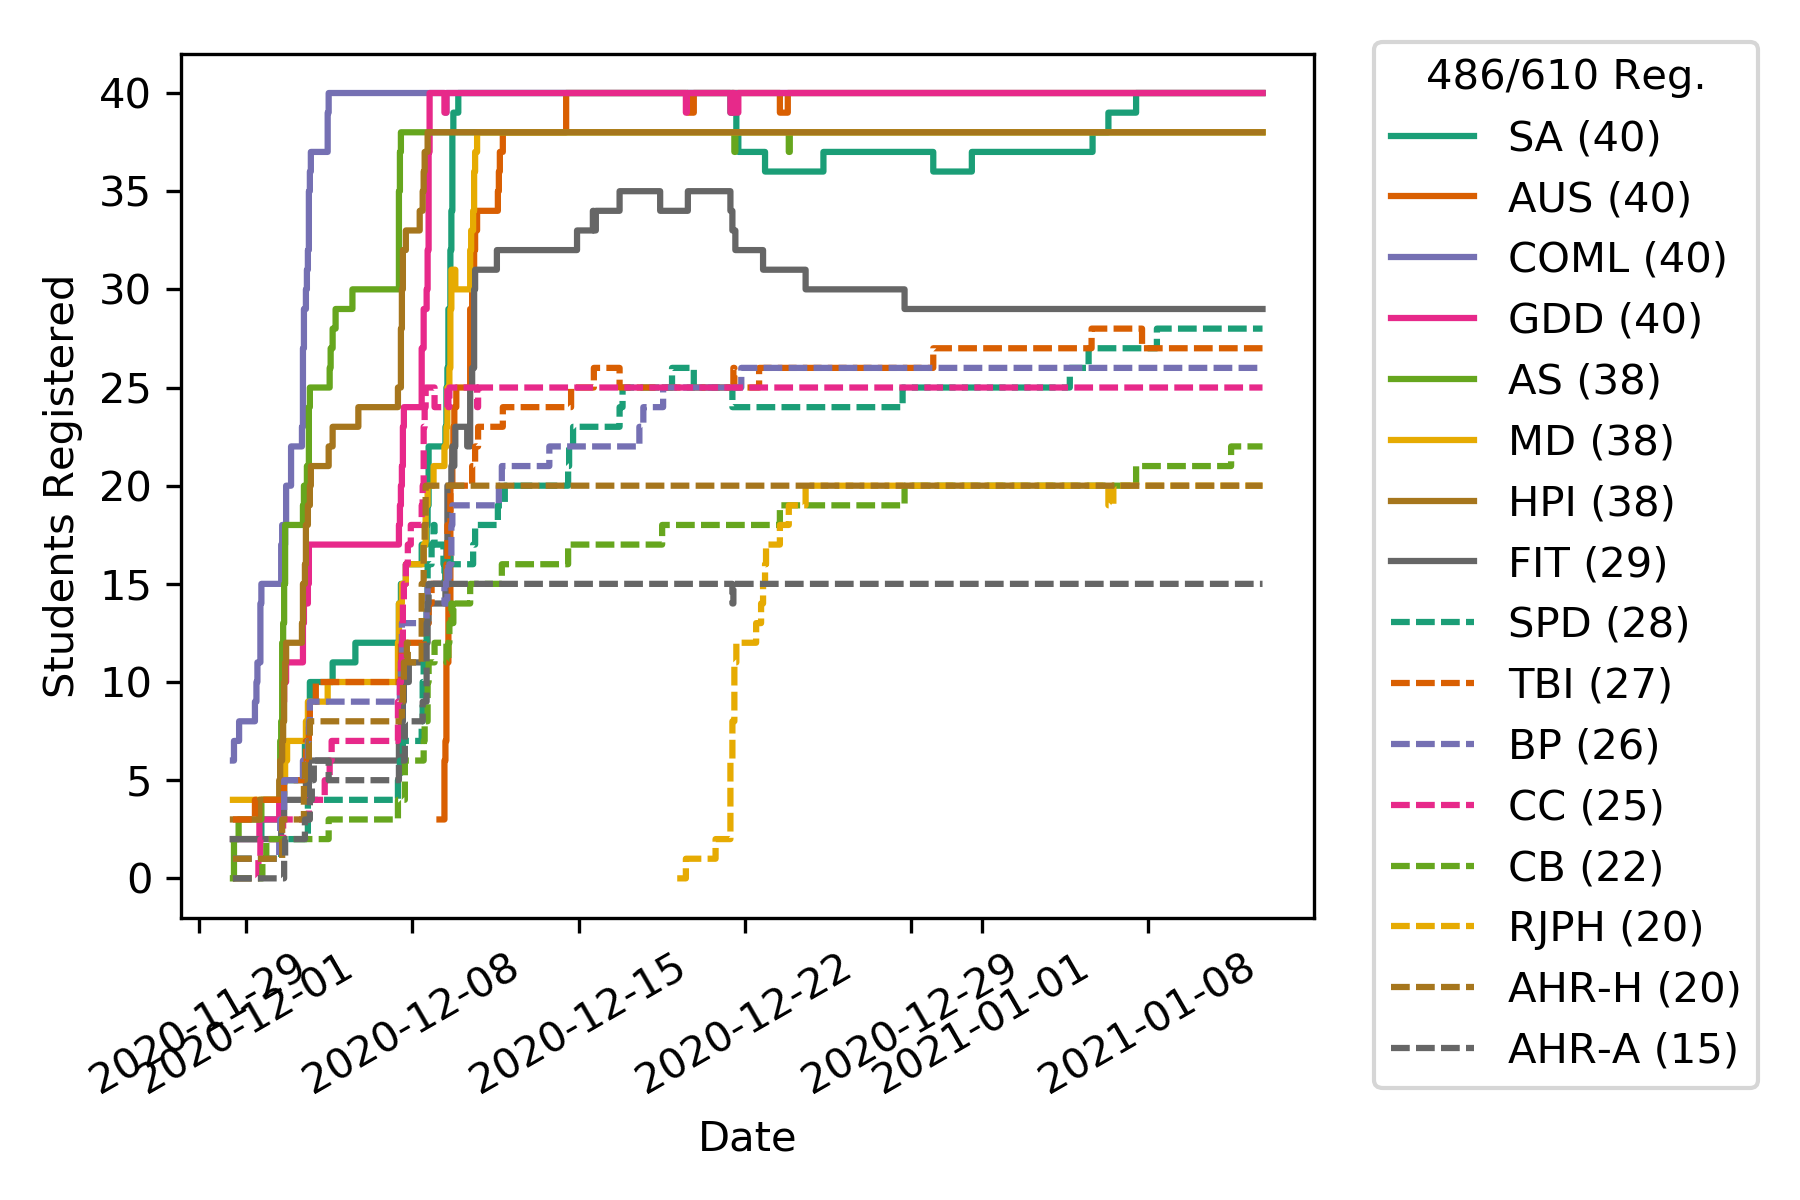 486/610 Reg.
SA (40)
AUS (40)
COML (40)
GDD (40)
AS (38)
MD (38)
HPI (38)
FIT (29)
SPD (28)
TBI (27)
BP (26)
CC (25)
CB (22)
RJPH (20)
AHR-H (20)
AHR-A (15)
Students Registered
40
35
30
25
20
15
10
5
0
2020-11-29
2020-12-01
2020-12-08
2020-12-15
2020-12-22
2020-12-29
2021-01-01
2021-01-08
Date